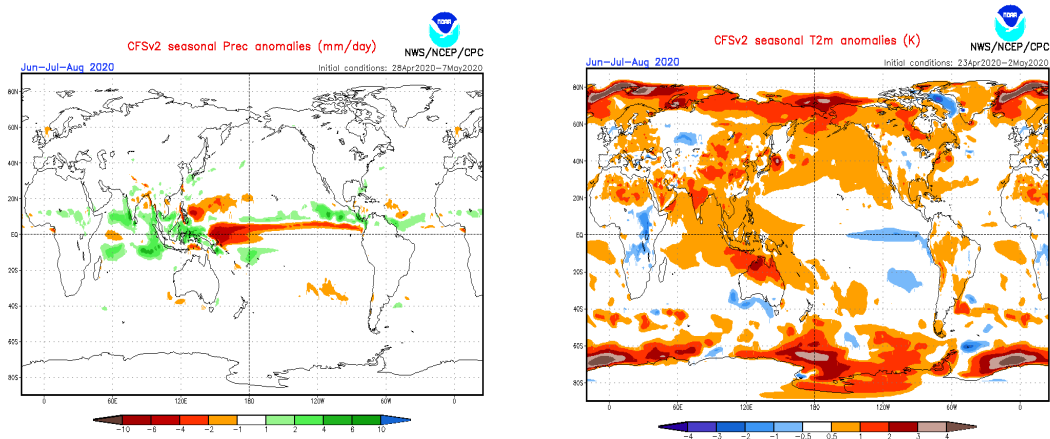 NOAA
NWS/NCEP/CPC
CFSv2 seasonal Prec anomalies (mm/day)
Jun-Jul-Aug 2020
Initial conditions: 28Apr2020-7May2020
80N
60N
40N
20N
EQ
20S
40S
60S
80S
0
60E
120E
180
120W
60W
0
-10
-6
-4
-2
-1
1
2
4
6
10
NOAA
NWS/NCEP/CPC
CFSv2 seasonal T2m anomalies (K)
Jun-Jul-Aug 2020
Initial conditions: 23Apr2020-2May2020
80N
60N
40N
20N
EQ
20S
40S
60S
80S
0
60E
120E
180
120W
60W
0
-4
-3
-2
-1
-0.5
0.5
1
2
3
4